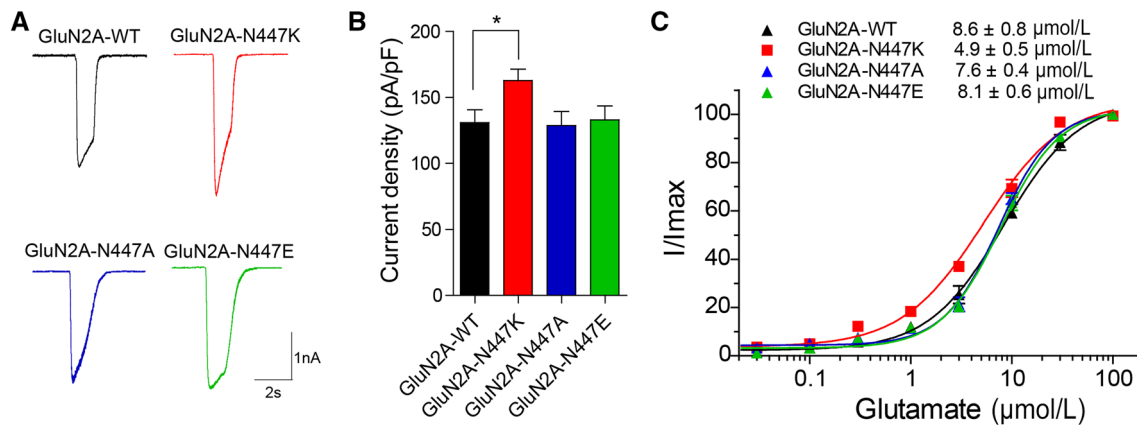 A
GluN2A-WT
GluN2A-N447K
GluN2A-N447A
GluN2A-N447E
1nA
2s
B
*
Current density (pA/pF)
200
150
100
50
0
GluN2A-WT
GluN2A-N447K
GluN2A-N447A
GluN2A-N447E
C
GluN2A-WT 8.6 ± 0.8 µmol/L
GluN2A-N447K 4.9 ± 0.5 µmol/L
GluN2A-N447A 7.6 ± 0.4 µmol/L
GluN2A-N447E 8.1 ± 0.6 µmol/L
I/Imax
100
80
60
40
20
0
0.1 1 10 100
Glutamate (µmol/L)